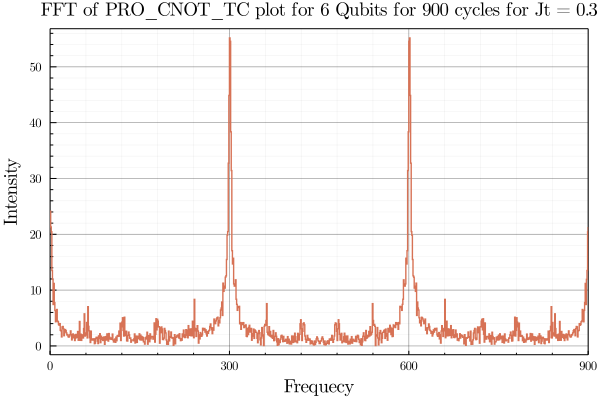 FFT of PRO_CNOT_TC plot for 6 Qubits for 900 cycles for Jt = 0.3
50
40
30
20
10
0
Intensity
0 300 600 900
Frequecy